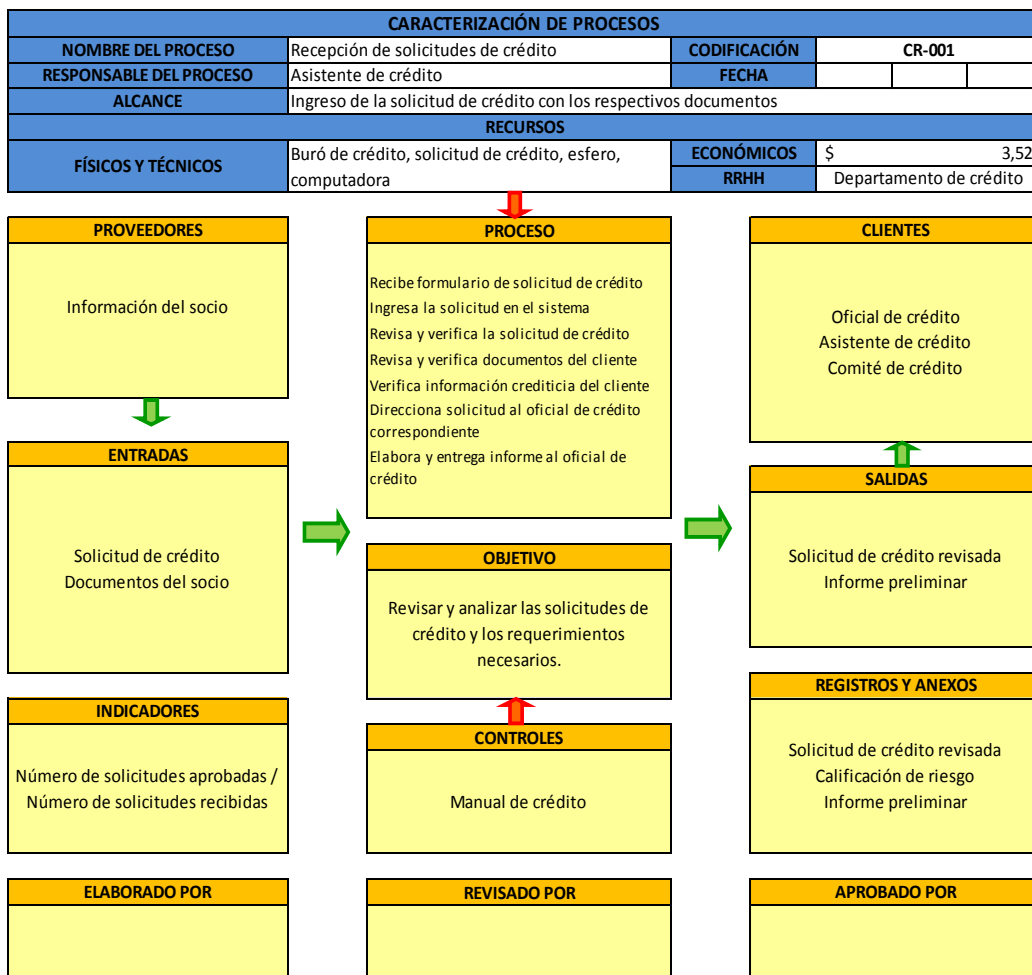 CARACTERIZACIÓN DE PROCESOS
NOMBRE DEL PROCESO Recepción de solicitudes de crédito CODIFICACIÓN CR-001
RESPONSABLE DEL PROCESO Asistente de crédito FECHA
ALCANCE Ingreso de la solicitud de crédito con los respectivos documentos
RECURSOS
FÍSICOS Y TÉCNICOS
Buró de crédito, solicitud de crédito, esfero,
computadora
ECONÓMICOS $ 3,52
RRHH Departamento de crédito
PROVEEDORES
Información del socio
ENTRADAS
Solicitud de crédito
Documentos del socio
INDICADORES
Número de solicitudes aprobadas /
Número de solicitudes recibidas
PROCESO
Recibe formulario de solicitud de crédito
Ingresa la solicitud en el sistema
Revisa y verifica la solicitud de crédito
Revisa y verifica documentos del cliente
Verifica información crediticia del cliente
Direcciona solicitud al oficial de crédito
correspondiente
Elabora y entrega informe al oficial de
crédito
OBJETIVO
Revisar y analizar las solicitudes de
crédito y los requerimientos
necesarios.
CONTROLES
Manual de crédito
CLIENTES
Oficial de crédito
Asistente de crédito
Comité de crédito
SALIDAS
Solicitud de crédito revisada
Informe preliminar
REGISTROS Y ANEXOS
Solicitud de crédito revisada
Calificación de riesgo
Informe preliminar
ELABORADO POR
REVISADO POR
APROBADO POR